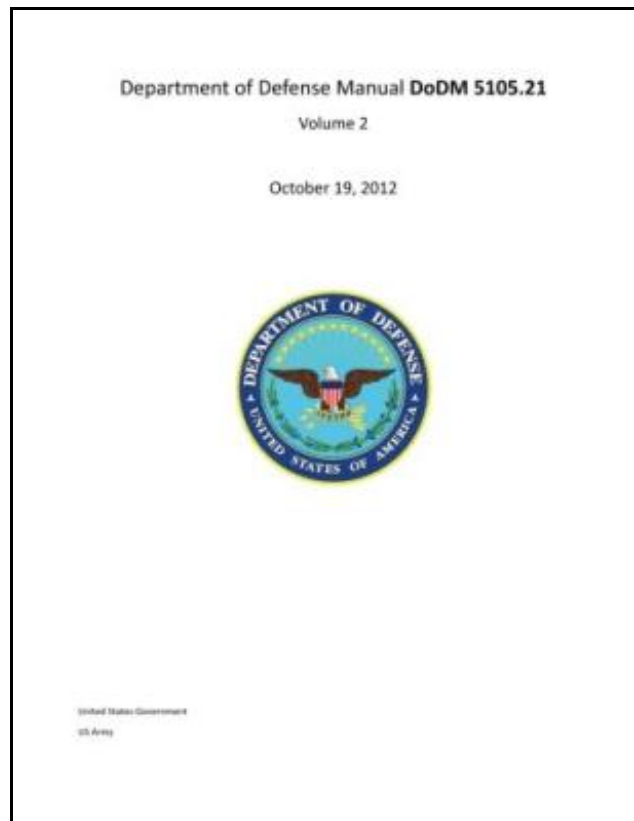 Department of Defense Manual DoDM 5105.21
Volume 2
October 19, 2012
DEPARTMENT OF DEFENSE
UNITED STATES OF AMERICA
United States Government
US Army